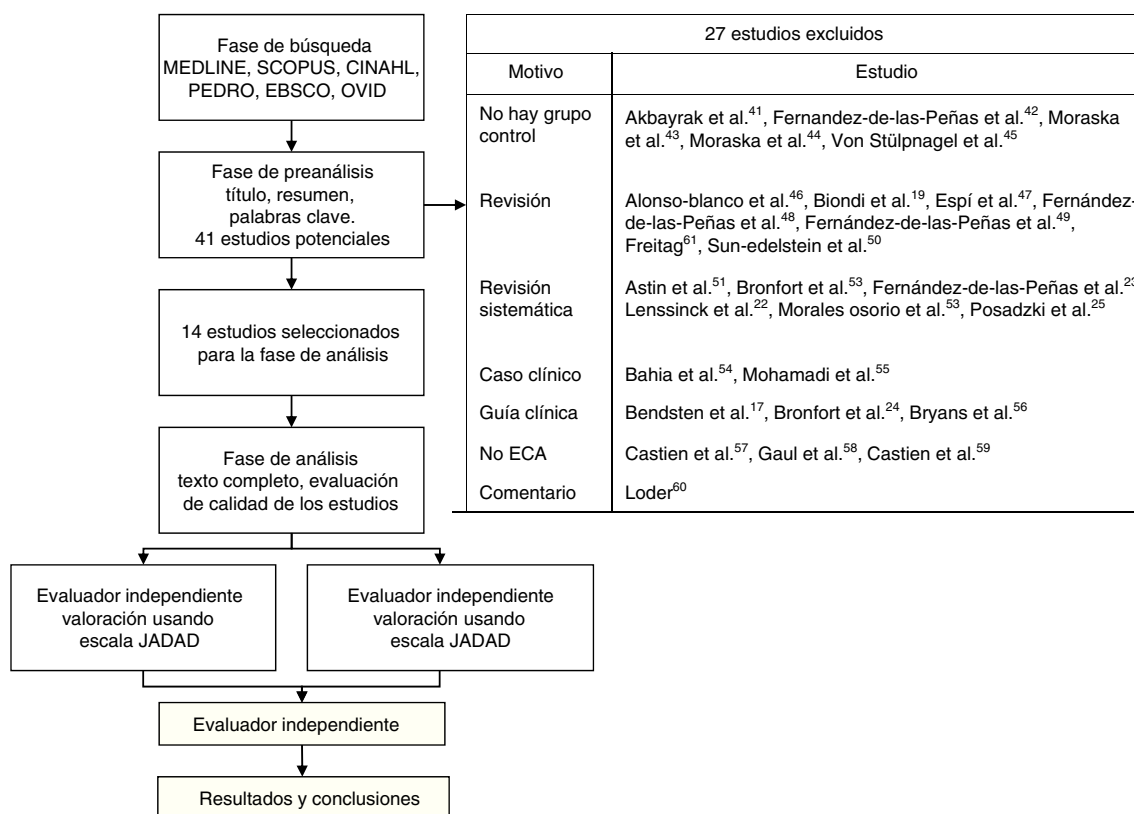 Fase de búsqueda
MEDLINE, SCOPUS, CINAHL,
PEDRO, EBSCO, OVID
Fase de preanálisis
título, resumen,
palabras clave.
41 estudios potenciales
14 estudios seleccionados
para la fase de análisis
Fase de análisis
texto completo, evaluación
de calidad de los estudios
Evaluador independiente
valoración usando
escala JADAD
Evaluador independiente
valoración usando
escala JADAD
Evaluador independiente
Resultados y conclusiones
27 estudios excluidos
Motivo Estudio
No hay grupo
control
Akbayrak et al.41, Fernandez-de-las-Peñas et al.42, Moraska
et al.43, Moraska et al.44, Von Stülpnagel et al.45
Revisión
Alonso-blanco et al.46, Biondi et al.19, Espí et al.47, Fernández-
de-las-Peñas et al.48, Fernández-de-las-Peñas et al.49,
Freitag61, Sun-edelstein et al.50
Revisión
sistemática
Astin et al.51, Bronfort et al.53, Fernández-de-las-Peñas et al.23
Lenssinck et al.22, Morales osorio et al.53, Posadzki et al.25
Caso clínico
Bahia et al.54, Mohamadi et al.55
Guía clínica
Bendsten et al.17, Bronfort et al.24, Bryans et al.56
No ECA
Castien et al.57, Gaul et al.58, Castien et al.59
Comentario
Loder60